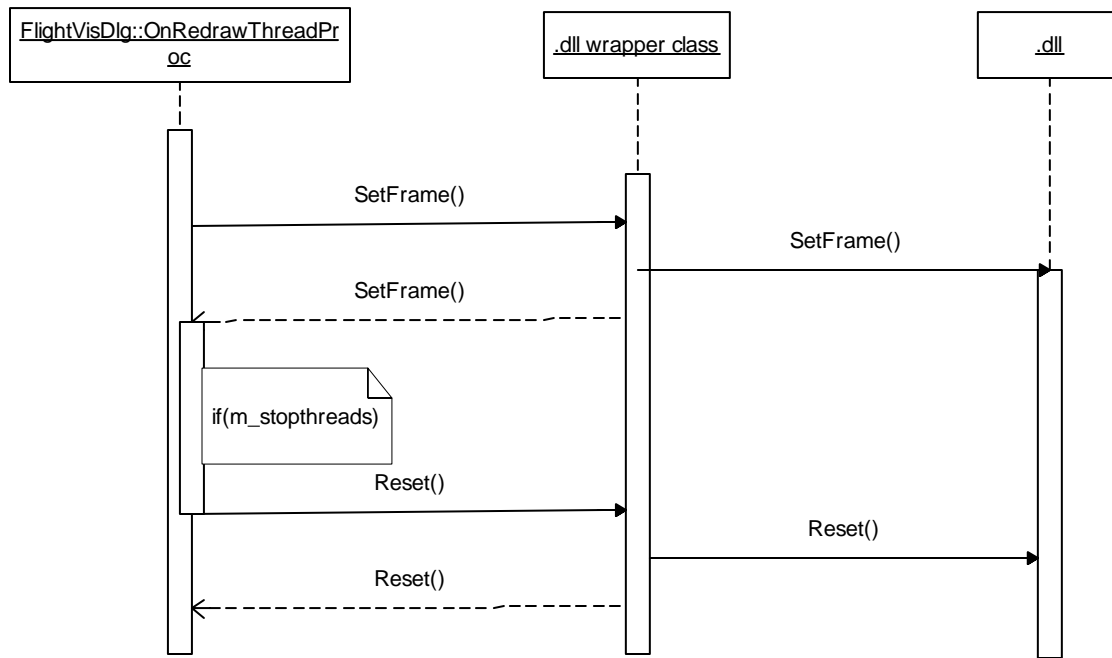 FlightVisDlg::OnRedrawThreadPr
oc
.dll wrapper class
.dll
SetFrame()
SetFrame()
SetFrame()
if(m_stopthreads)
Reset()
Reset()
Reset()